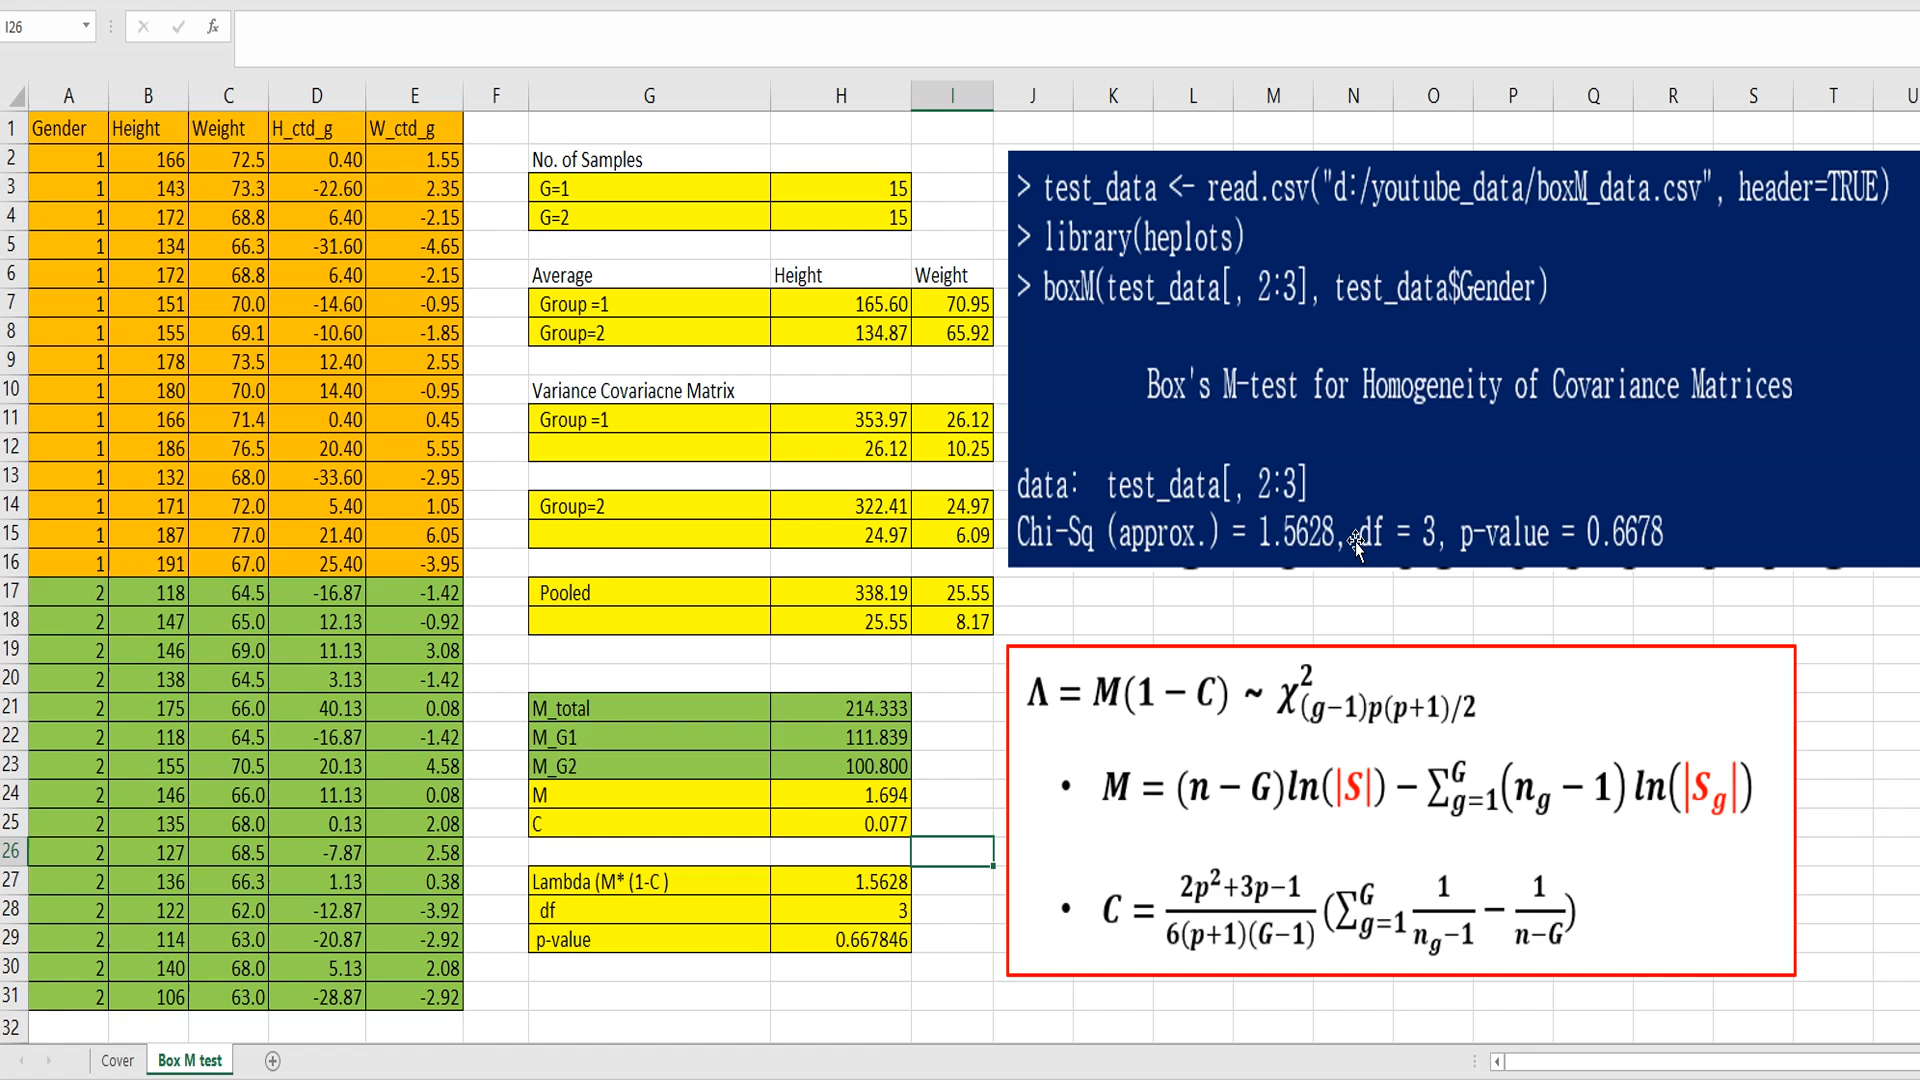 I26 fx
A B C D E F G H I J K L M N O P Q R S T U
1 Gender Height Weight H_ctd_g W_ctd_g
2 1 166 72.5 0.40 1.55 No. of Samples
3 1 143 73.3 -22.60 2.35 G=1 15
4 1 172 68.8 6.40 -2.15 G=2 15
5 1 134 66.3 -31.60 -4.65
6 1 172 68.8 6.40 -2.15 Average Height Weight
7 1 151 70.0 -14.60 -0.95 Group =1 165.60 70.95
8 1 155 69.1 -10.60 -1.85 Group=2 134.87 65.92
9 1 178 73.5 12.40 2.55
10 1 180 70.0 14.40 -0.95 Variance Covariacne Matrix
11 1 166 71.4 0.40 0.45 Group =1 353.97 26.12
12 1 186 76.5 20.40 5.55 26.12 10.25
13 1 132 68.0 -33.60 -2.95
14 1 171 72.0 5.40 1.05 Group=2 322.41 24.97
15 1 187 77.0 21.40 6.05 24.97 6.09
16 1 191 67.0 25.40 -3.95
17 2 118 64.5 -16.87 -1.42 Pooled 338.19 25.55
18 2 147 65.0 12.13 -0.92 25.55 8.17
19 2 146 69.0 11.13 3.08
20 2 138 64.5 3.13 -1.42
21 2 175 66.0 40.13 0.08 M_total 214.333
22 2 118 64.5 -16.87 -1.42 M_G1 111.839
23 2 155 70.5 20.13 4.58 M_G2 100.800
24 2 146 66.0 11.13 0.08 M 1.694
25 2 135 68.0 0.13 2.08 C 0.077
26 2 127 68.5 -7.87 2.58
27 2 136 66.3 1.13 0.38 Lambda (M* (1-C ) 1.5628
28 2 122 62.0 -12.87 -3.92 df 3
29 2 114 63.0 -20.87 -2.92 p-value 0.667846
30 2 140 68.0 5.13 2.08
31 2 106 63.0 -28.87 -2.92
32
> test_data <- read.csv("d:/youtube_data/boxM_data.csv", header=TRUE)
> library(heplots)
> boxM(test_data[, 2:3], test_data$Gender)
Box's M-test for Homogeneity of Covariance Matrices
data: test_data[, 2:3]
Chi-Sq (approx.) = 1.5628, df = 3, p-value = 0.6678
Λ = M(1 − C) ~ χ²₍g−1₎p(p+1)/2
• M = (n − G)ln(|S|) − ∑_{g=1}^{G}(n_g − 1) ln(|S_g|)
• C = (2p²+3p−1)/(6(p+1)(G−1)) (∑_{g=1}^{G} 1/(n_g−1) − 1/(n−G))
Cover Box M test